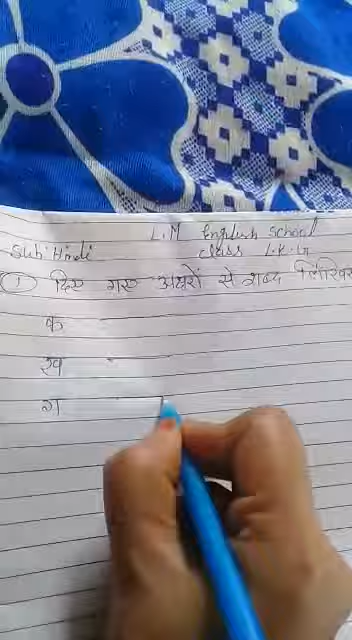 L.M English School
Sub: Hindi Class L.K.G
1 दिए गए अक्षरों से शब्द लिखिए
क
ख
ग